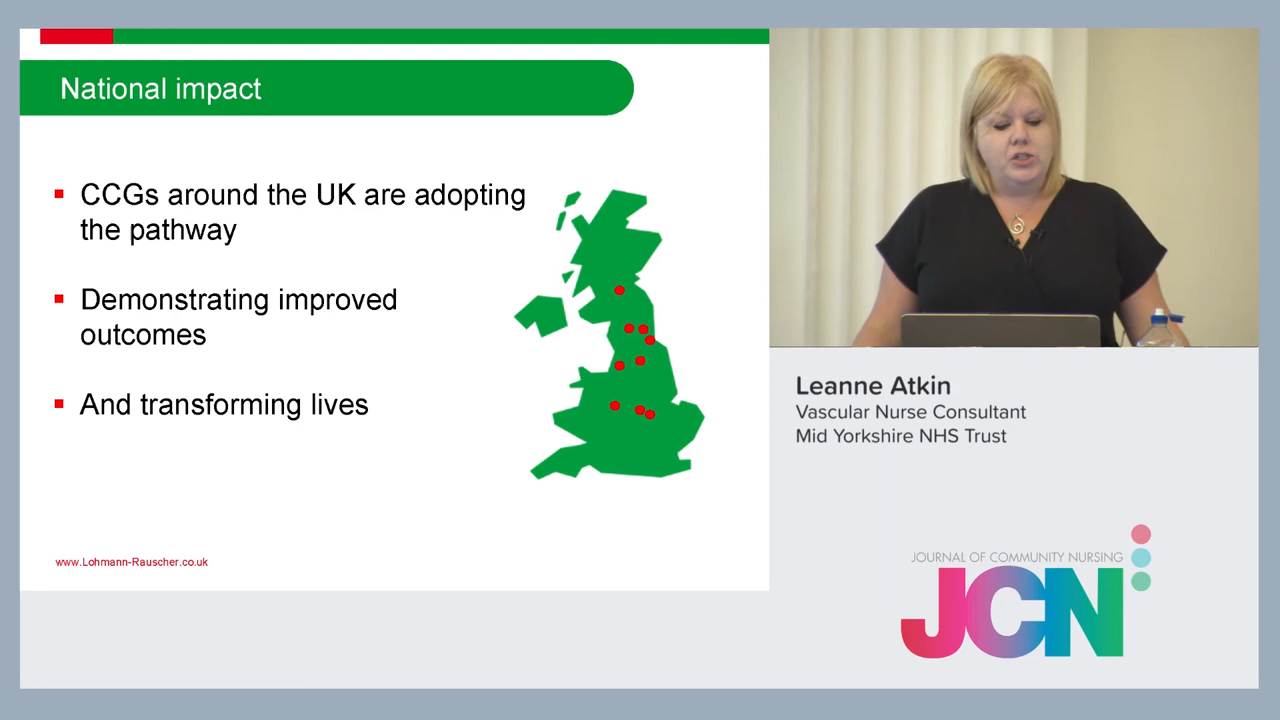 National impact
CCGs around the UK are adopting
the pathway
Demonstrating improved
outcomes
And transforming lives
www.Lohmann-Rauscher.co.uk
Leanne Atkin
Vascular Nurse Consultant
Mid Yorkshire NHS Trust
JOURNAL OF COMMUNITY NURSING
JCN